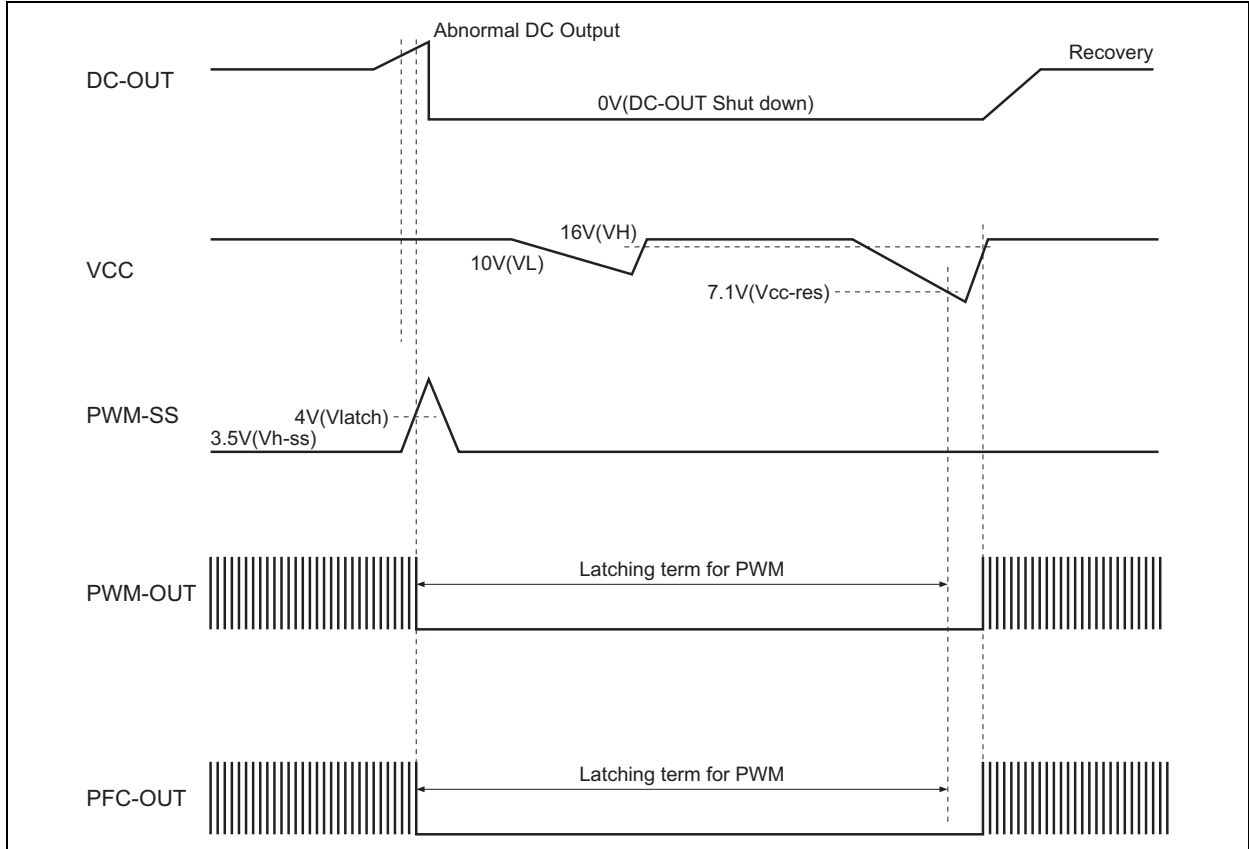 Abnormal DC Output
Recovery
DC-OUT
0V(DC-OUT Shut down)
16V(VH)
10V(VL)
VCC
7.1V(Vcc-res)
PWM-SS
4V(Vlatch)
3.5V(Vh-ss)
Latching term for PWM
PWM-OUT
Latching term for PWM
PFC-OUT